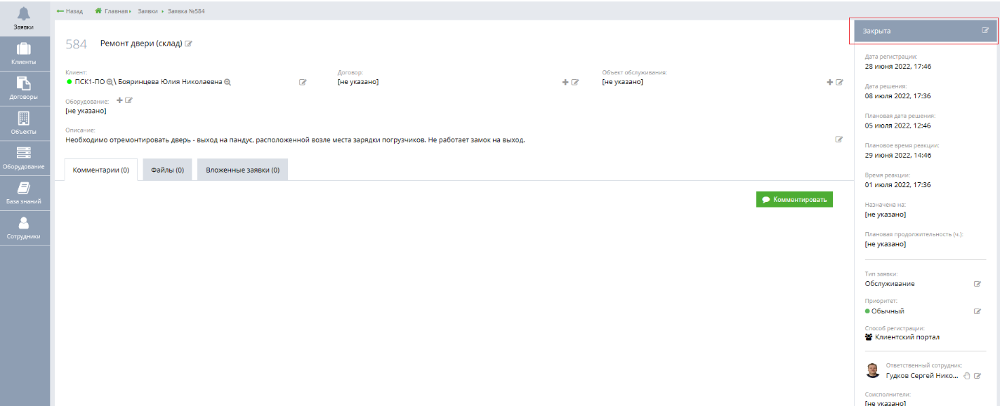 Назад Главная Заявки Заявка №584
Заявки
Клиенты
Договоры
Объекты
Оборудование
База знаний
Сотрудники
584 Ремонт двери (склад)
Клиент:
ПСК1-ПО \ Бояринцева Юлия Николаевна
Договор:
[не указано]
Объект обслуживания:
[не указано]
Оборудование:
[не указано]
Описание:
Необходимо отремонтировать дверь - выход на пандус, расположенной возле места зарядки погрузчиков. Не работает замок на выход.
Комментарии (0) Файлы (0) Вложенные заявки (0)
Комментировать
Закрыта
Дата регистрации:
28 июня 2022, 17:46
Дата решения:
08 июля 2022, 17:36
Плановая дата решения:
05 июля 2022, 12:46
Плановое время реакции:
29 июня 2022, 14:46
Время реакции:
01 июля 2022, 17:36
Назначена на:
[не указано]
Плановая продолжительность (ч.):
[не указано]
Тип заявки:
Обслуживание
Приоритет:
Обычный
Способ регистрации:
Клиентский портал
Ответственный сотрудник:
Гудков Сергей Нико...
Соисполнители:
[не указано]